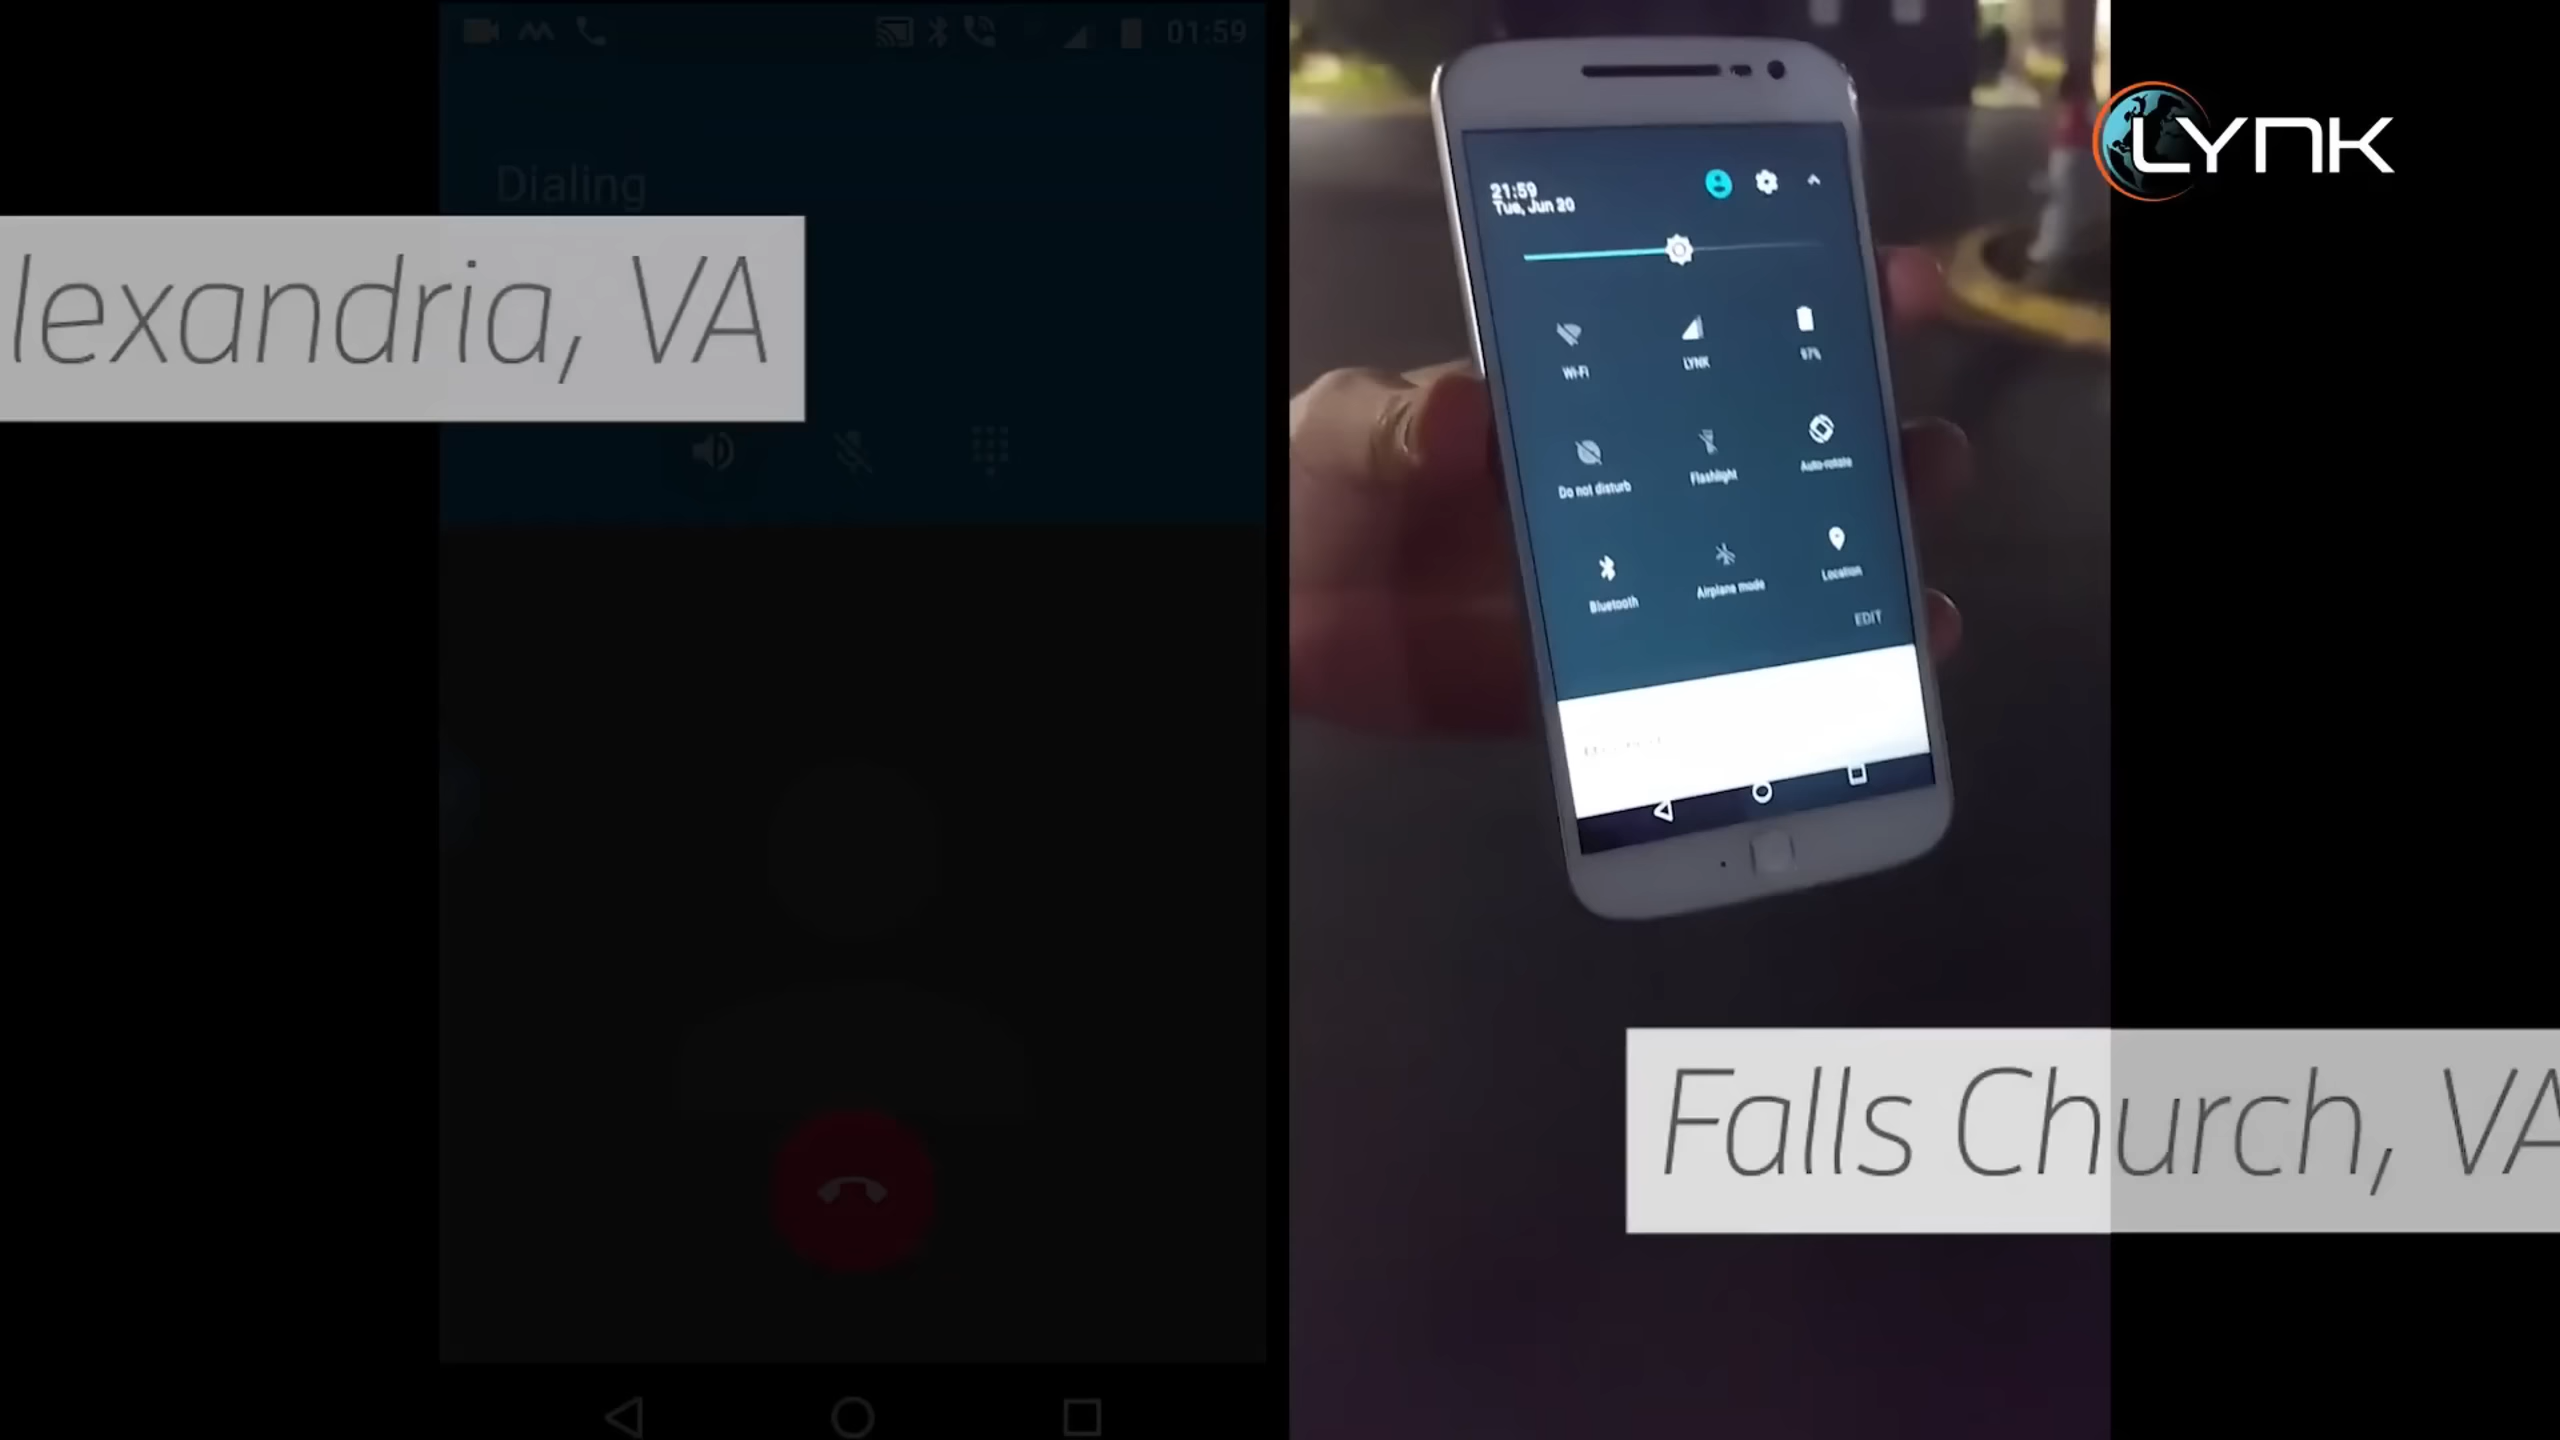 01:59
Dialing
lexandria, VA
LYNK
21:59
Tue, Jun 20
Wi-Fi
LYNK
97%
Do not disturb
Flashlight
Auto-rotate
Bluetooth
Airplane mode
Location
EDIT
Falls Church, VA